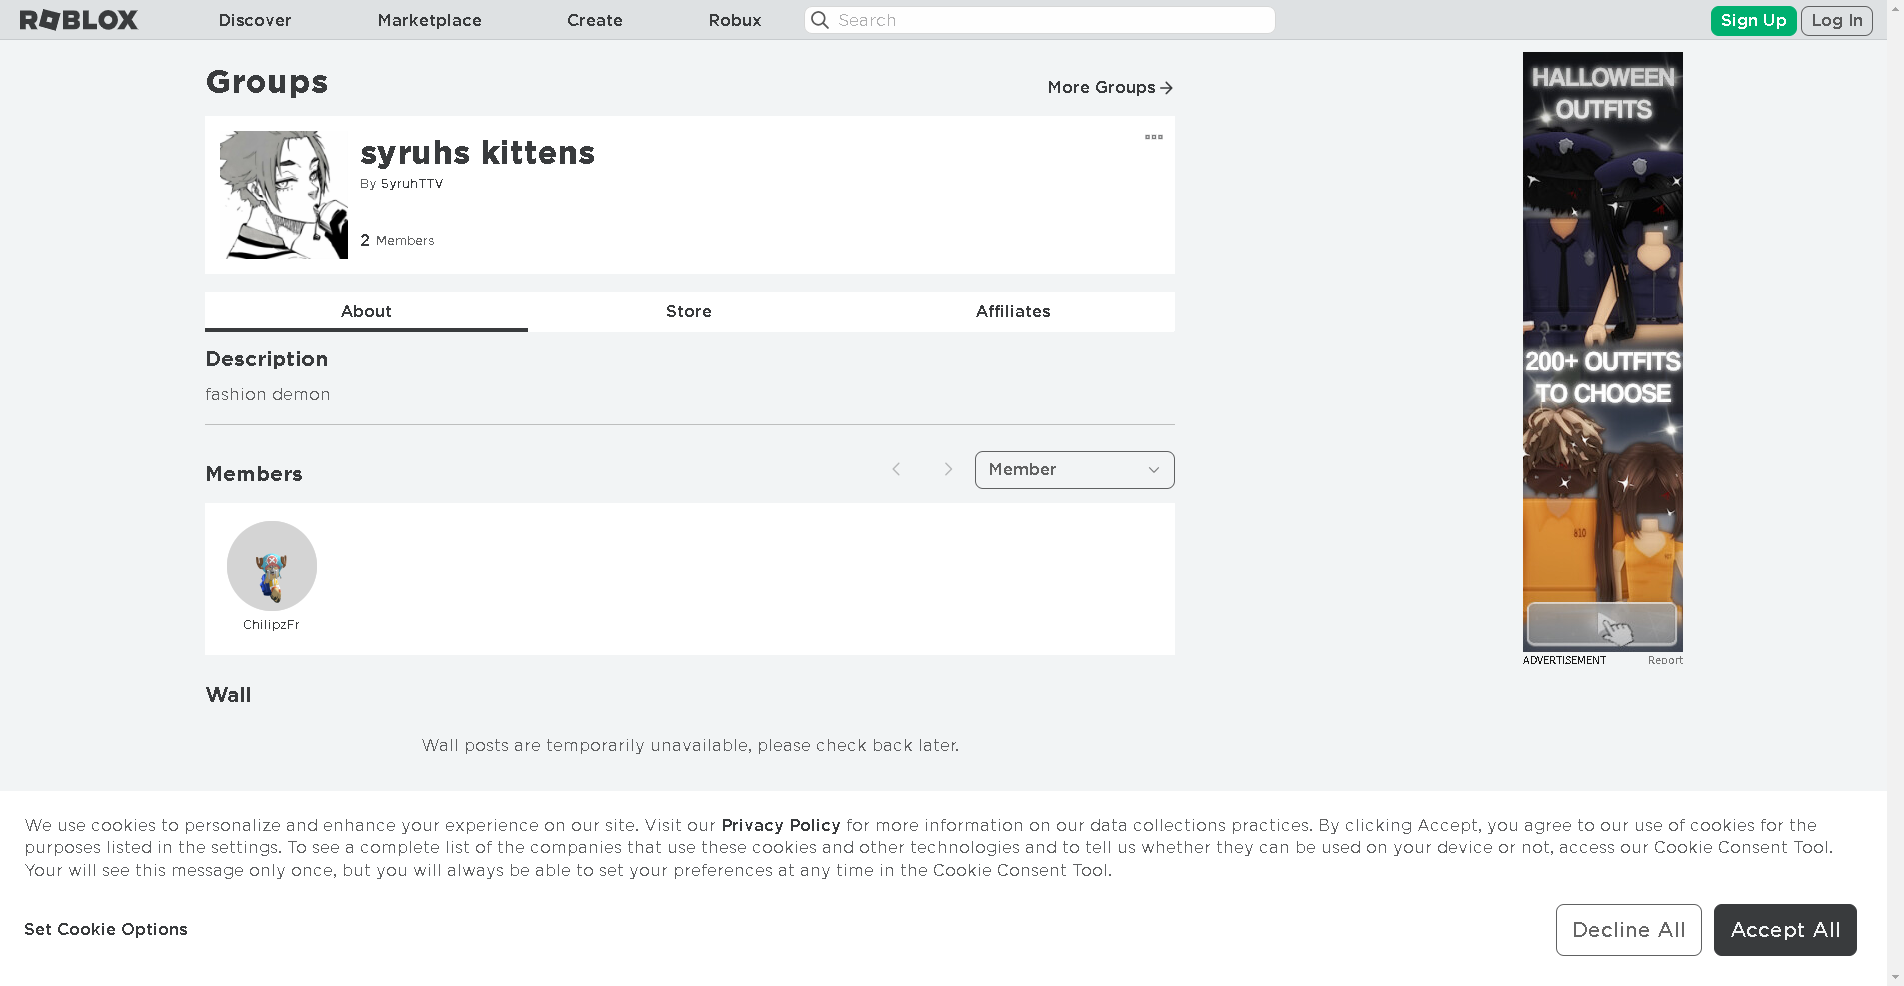 ROBLOX Discover Marketplace Create Robux Search Sign Up Log In
Groups
More Groups
syruhs kittens
By 5yruhTTV
2 Members
About Store Affiliates
Description
fashion demon
Members
Member
ChilipzFr
Wall
Wall posts are temporarily unavailable, please check back later.
HALLOWEEN
OUTFITS
200+ OUTFITS
TO CHOOSE
810
ADVERTISEMENT Report
We use cookies to personalize and enhance your experience on our site. Visit our Privacy Policy for more information on our data collections practices. By clicking Accept, you agree to our use of cookies for the
purposes listed in the settings. To see a complete list of the companies that use these cookies and other technologies and to tell us whether they can be used on your device or not, access our Cookie Consent Tool.
Your will see this message only once, but you will always be able to set your preferences at any time in the Cookie Consent Tool.
Set Cookie Options
Decline All Accept All